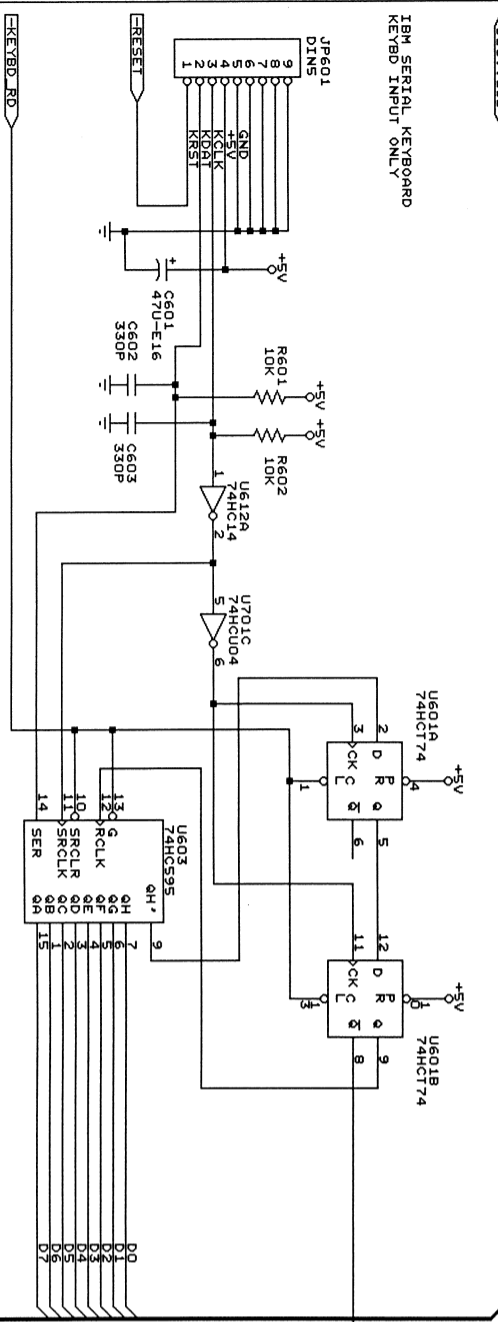 IBM SERIAL KEYBOARD
KEYBD INPUT ONLY
JP601
DIN5
9
8
7
6
5
4
3
2
1
GND
+5V
KCLK
KDAT
KRST
-RESET
-KEYBD_RD
+5V
C601
47U-E16
C602
330P
C603
330P
R601
10K
+5V
R602
10K
+5V
1
U612A
74HC14
2
5
U701C
74HCU04
6
U601A
74HCT74
+5V
2
D
P
R
4
Q
5
3
CK
C
L
1
Q
6
U601B
74HCT74
+5V
12
D
P
R
10
Q
9
11
CK
C
L
13
Q
8
U603
74HC595
13
G
12
RCLK
10
SRCLR
11
SRCLK
14
SER
QH'
9
QH
7
QG
6
QF
5
QE
4
QD
3
QC
2
QB
1
QA
15
D0
D1
D2
D3
D4
D5
D6
D7